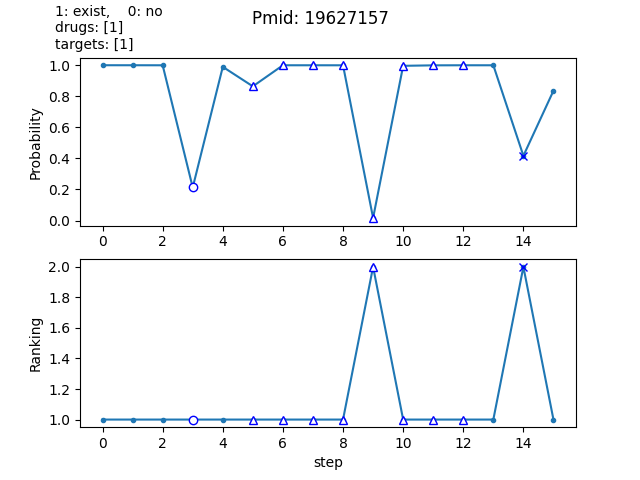 1: exist,    0: no
drugs: [1]
targets: [1]
Pmid: 19627157
Probability
1.0
0.8
0.6
0.4
0.2
0.0
0 2 4 6 8 10 12 14
Ranking
2.0
1.8
1.6
1.4
1.2
1.0
0 2 4 6 8 10 12 14
step